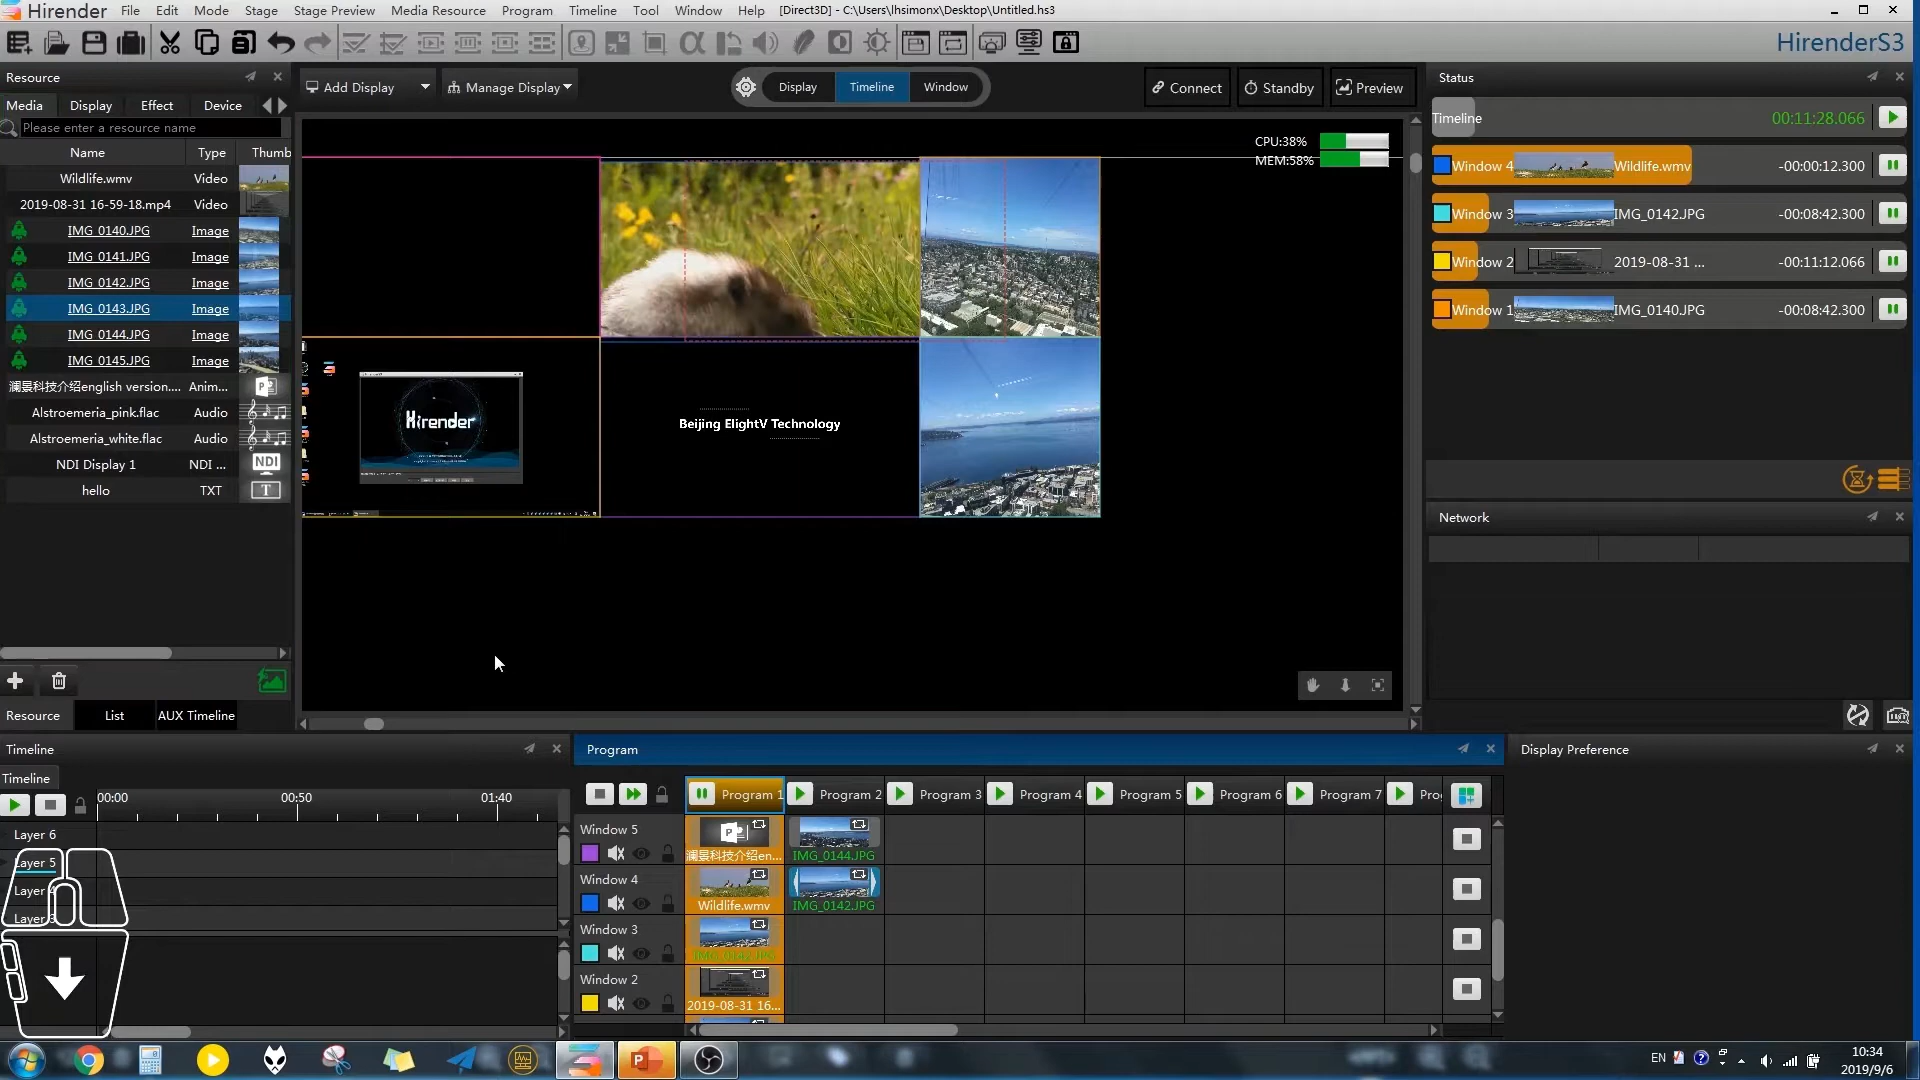 Hirender File Edit Mode Stage Stage Preview Media Resource Program Timeline Tool Window Help [Direct3D] - C:\Users\lhsimonx\Desktop\Untitled.hs3
HirenderS3
Resource
Media Display Effect Device
Please enter a resource name
Name Type Thumb
Wildlife.wmv Video
2019-08-31 16-59-18.mp4 Video
IMG_0140.JPG Image
IMG_0141.JPG Image
IMG_0142.JPG Image
IMG_0143.JPG Image
IMG_0144.JPG Image
IMG_0145.JPG Image
澜景科技介绍english version.... Anim...
Alstroemeria_pink.flac Audio
Alstroemeria_white.flac Audio
NDI Display 1 NDI ... NDI
hello TXT T
Resource List AUX Timeline
Add Display Manage Display Display Timeline Window Connect Standby Preview
CPU:38%
MEM:58%
Hirender
Beijing ElightV Technology
Status
Timeline 00:11:28.066
Window 4 Wildlife.wmv -00:00:12.300
Window 3 IMG_0142.JPG -00:08:42.300
Window 2 2019-08-31 ... -00:11:12.066
Window 1 IMG_0140.JPG -00:08:42.300
Network
Timeline
Timeline
00:00 00:50 01:40
Layer 6
Layer 5
Layer 4
Layer
Program
Program 1 Program 2 Program 3 Program 4 Program 5 Program 6 Program 7 Pro
Window 5
澜景科技介绍en... IMG_0144.JPG
Window 4
Wildlife.wmv IMG_0142.JPG
Window 3
Window 2
2019-08-31 16...
Display Preference
EN
10:34
2019/9/6